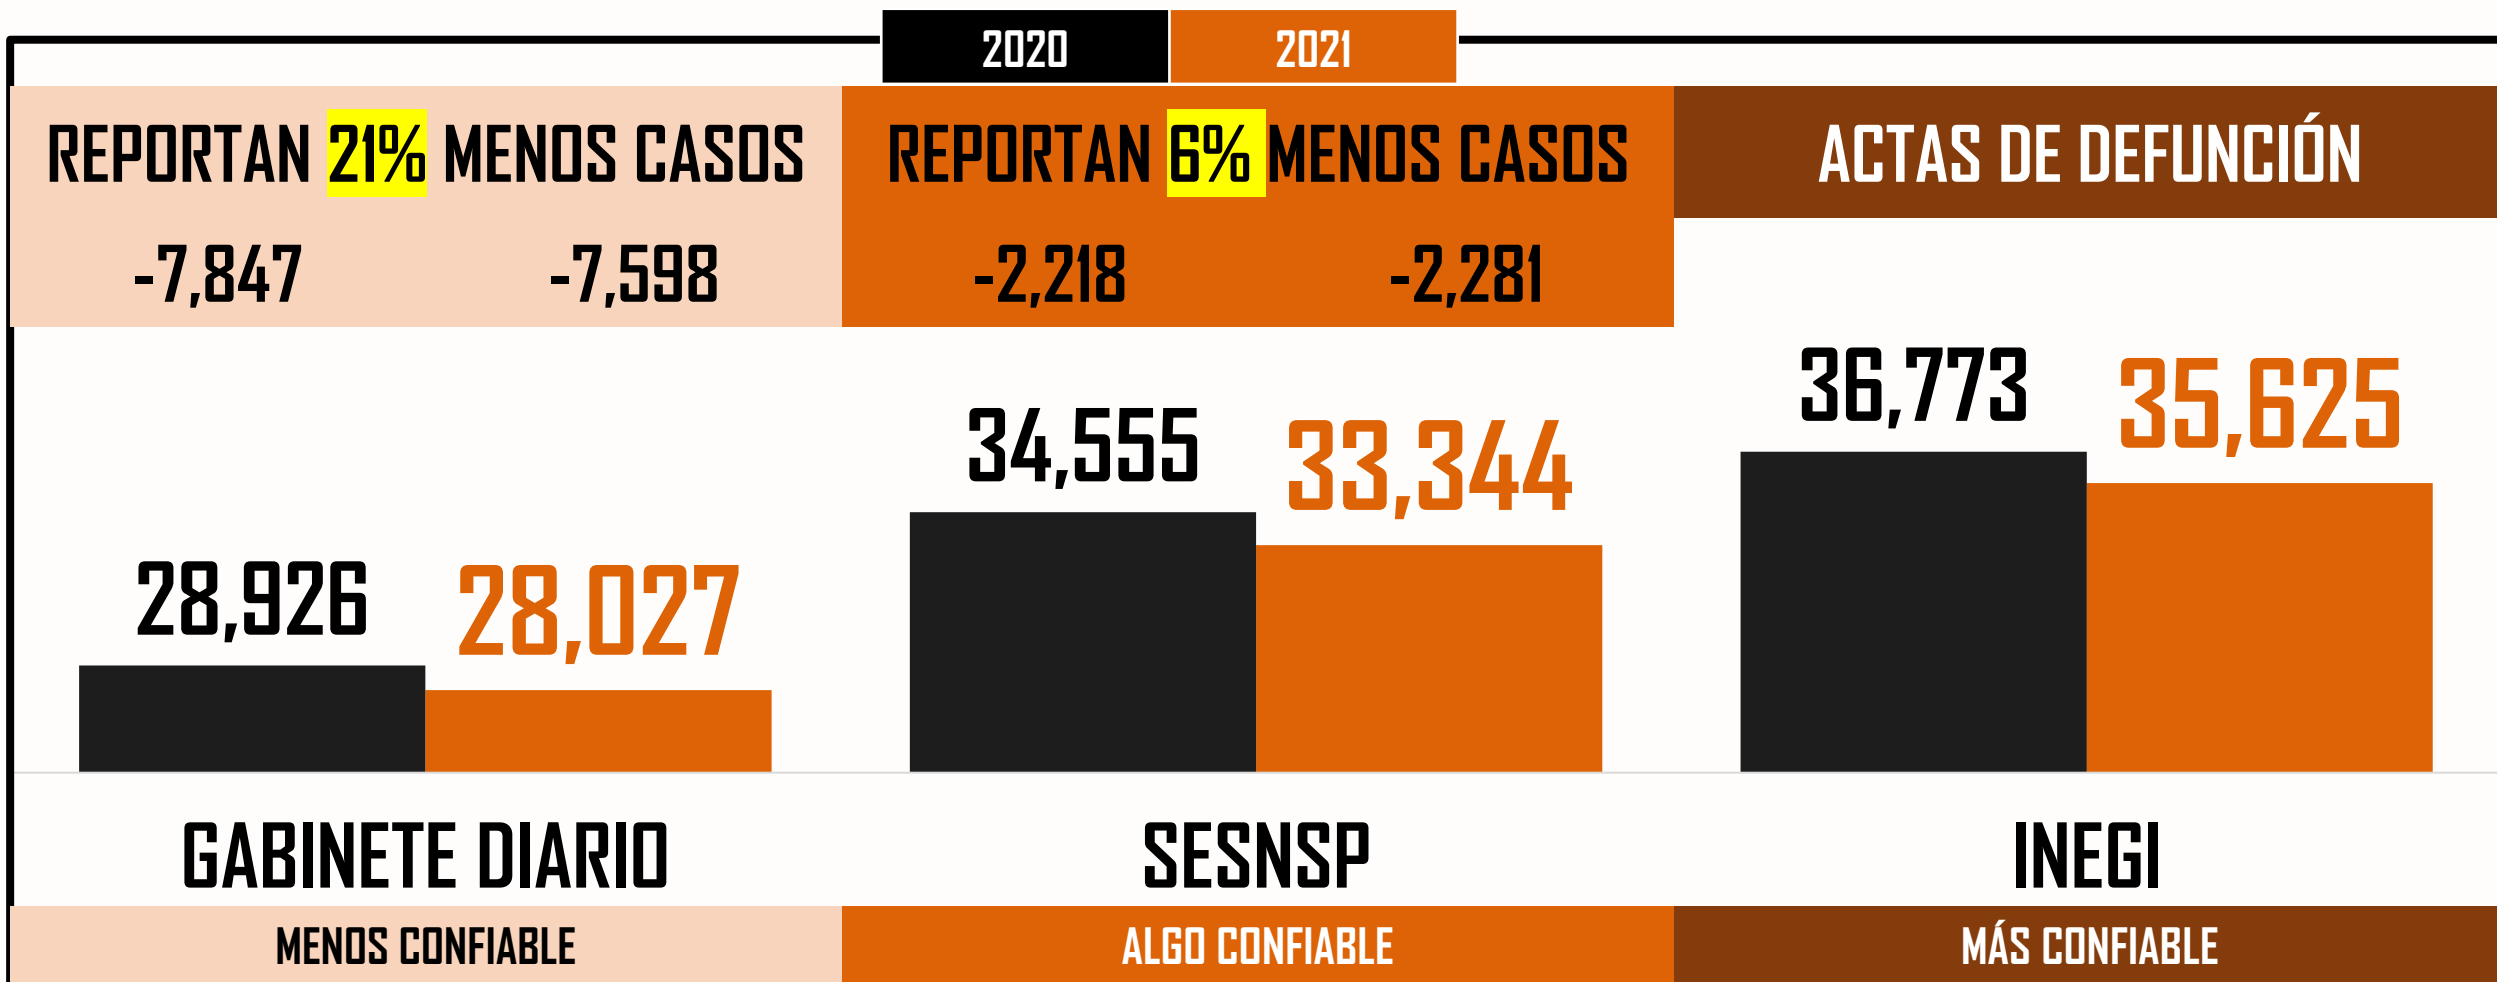 2020 2021
REPORTAN 21% MENOS CASOS REPORTAN 6% MENOS CASOS ACTAS DE DEFUNCIÓN
-7,847 -7,598 -2,218 -2,281
36,773 35,625
34,555 33,344
28,926 28,027
GABINETE DIARIO SESNSP INEGI
MENOS CONFIABLE ALGO CONFIABLE MÁS CONFIABLE